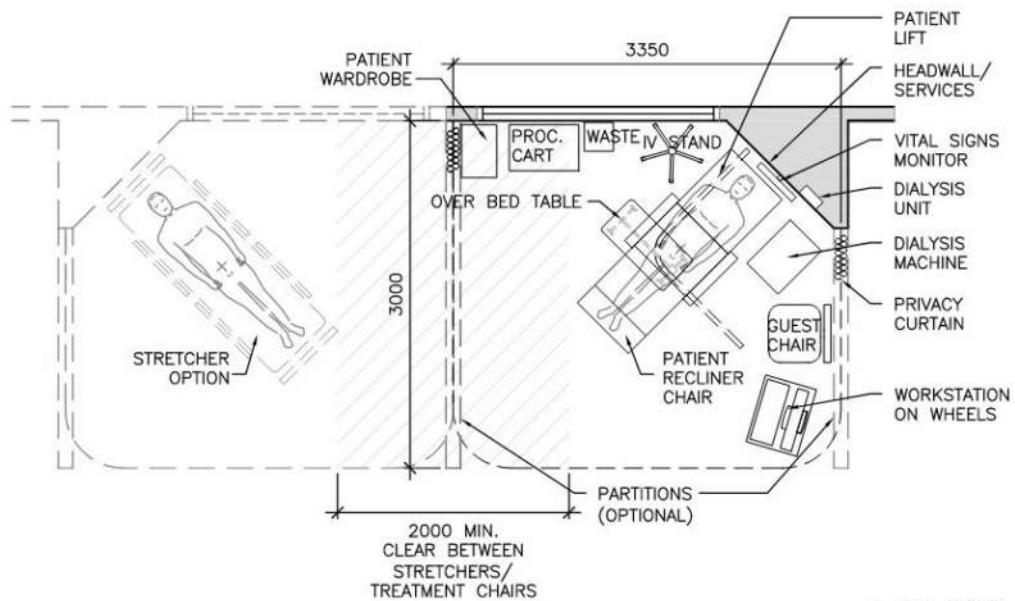 PATIENT
LIFT
3350
PATIENT
WARDROBE
HEADWALL/
SERVICES
PROC.
CART
WASTE
IV STAND
VITAL SIGNS
MONITOR
DIALYSIS
UNIT
OVER BED TABLE
DIALYSIS
MACHINE
3000
PRIVACY
CURTAIN
GUEST
CHAIR
STRETCHER
OPTION
PATIENT
RECLINER
CHAIR
WORKSTATION
ON WHEELS
PARTITIONS
(OPTIONAL)
2000 MIN.
CLEAR BETWEEN
STRETCHERS/
TREATMENT CHAIRS